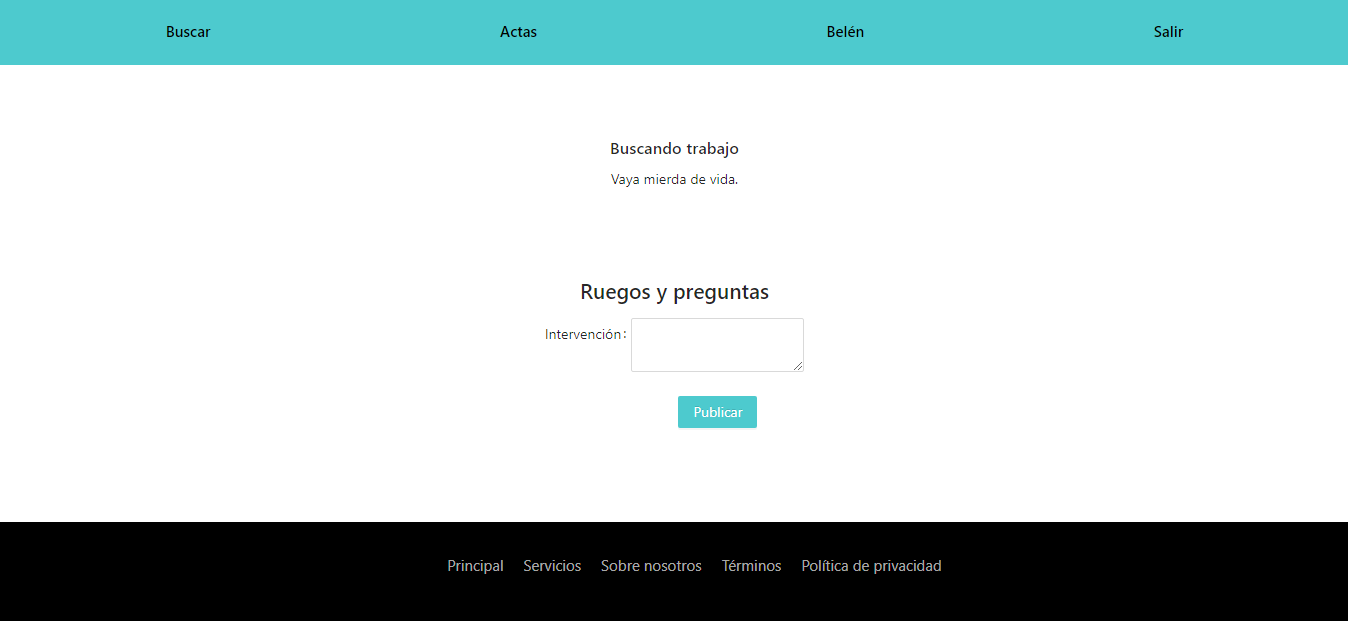 Buscar Actas Belén Salir
Buscando trabajo
Vaya mierda de vida.
Ruegos y preguntas
Intervención:
Publicar
Principal Servicios Sobre nosotros Términos Política de privacidad